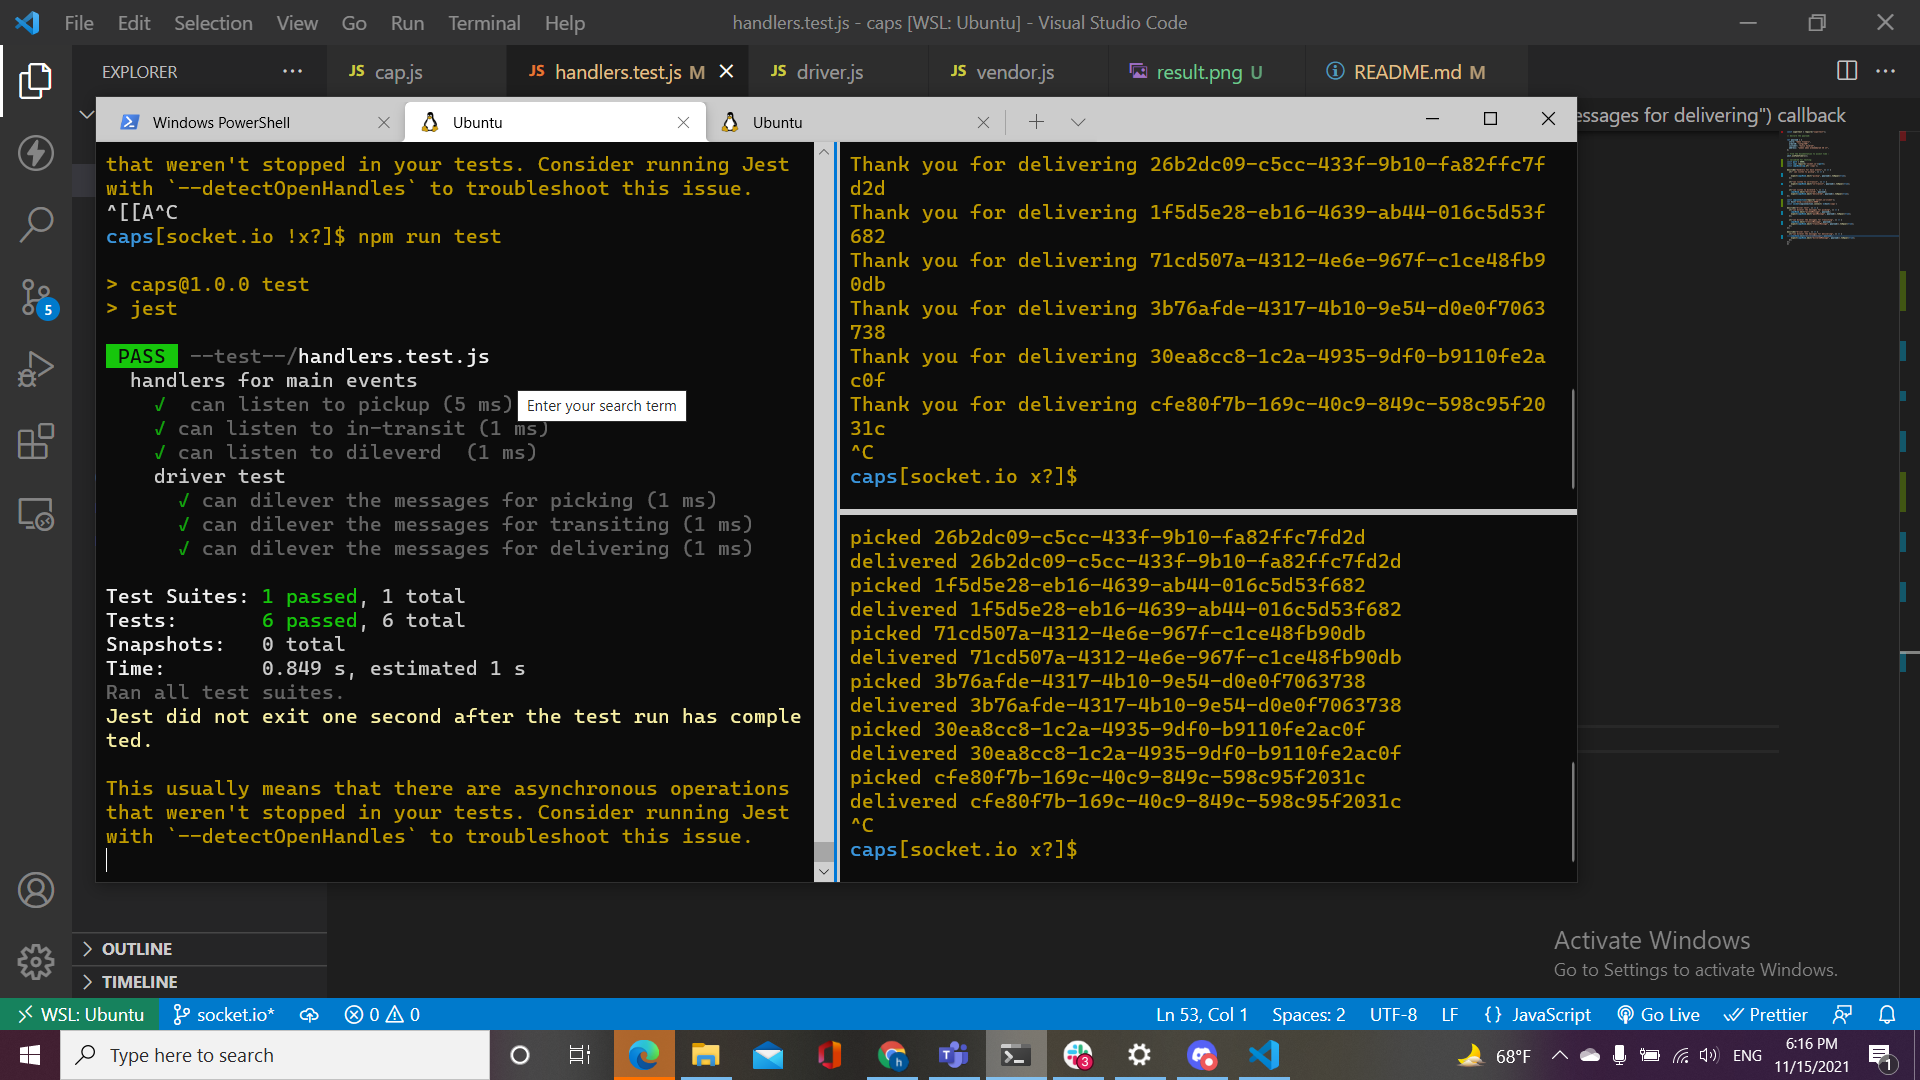 File Edit Selection View Go Run Terminal Help
handlers.test.js - caps [WSL: Ubuntu] - Visual Studio Code
EXPLORER
JS cap.js
JS handlers.test.js M
JS driver.js
JS vendor.js
result.png U
README.md M
essages for delivering") callback
Windows PowerShell
Ubuntu
Ubuntu
that weren't stopped in your tests. Consider running Jest
with `--detectOpenHandles` to troubleshoot this issue.
^[[A^C
caps[socket.io !x?]$ npm run test
> caps@1.0.0 test
> jest
PASS --test--/handlers.test.js
handlers for main events
√ can listen to pickup (5 ms)
Enter your search term
√ can listen to in-transit (1 ms)
√ can listen to dileverd (1 ms)
driver test
√ can dilever the messages for picking (1 ms)
√ can dilever the messages for transiting (1 ms)
√ can dilever the messages for delivering (1 ms)
Test Suites: 1 passed, 1 total
Tests: 6 passed, 6 total
Snapshots: 0 total
Time: 0.849 s, estimated 1 s
Ran all test suites.
Jest did not exit one second after the test run has comple
ted.
This usually means that there are asynchronous operations
that weren't stopped in your tests. Consider running Jest
with `--detectOpenHandles` to troubleshoot this issue.
Thank you for delivering 26b2dc09-c5cc-433f-9b10-fa82ffc7f
d2d
Thank you for delivering 1f5d5e28-eb16-4639-ab44-016c5d53f
682
Thank you for delivering 71cd507a-4312-4e6e-967f-c1ce48fb9
0db
Thank you for delivering 3b76afde-4317-4b10-9e54-d0e0f7063
738
Thank you for delivering 30ea8cc8-1c2a-4935-9df0-b9110fe2a
c0f
Thank you for delivering cfe80f7b-169c-40c9-849c-598c95f20
31c
^C
caps[socket.io x?]$
picked 26b2dc09-c5cc-433f-9b10-fa82ffc7fd2d
delivered 26b2dc09-c5cc-433f-9b10-fa82ffc7fd2d
picked 1f5d5e28-eb16-4639-ab44-016c5d53f682
delivered 1f5d5e28-eb16-4639-ab44-016c5d53f682
picked 71cd507a-4312-4e6e-967f-c1ce48fb90db
delivered 71cd507a-4312-4e6e-967f-c1ce48fb90db
picked 3b76afde-4317-4b10-9e54-d0e0f7063738
delivered 3b76afde-4317-4b10-9e54-d0e0f7063738
picked 30ea8cc8-1c2a-4935-9df0-b9110fe2ac0f
delivered 30ea8cc8-1c2a-4935-9df0-b9110fe2ac0f
picked cfe80f7b-169c-40c9-849c-598c95f2031c
delivered cfe80f7b-169c-40c9-849c-598c95f2031c
^C
caps[socket.io x?]$
5
OUTLINE
TIMELINE
Activate Windows
Go to Settings to activate Windows.
WSL: Ubuntu
socket.io*
0 0
Ln 53, Col 1
Spaces: 2
UTF-8
LF
{ } JavaScript
Go Live
Prettier
Type here to search
h
3
68°F
ENG
6:16 PM
11/15/2021
1